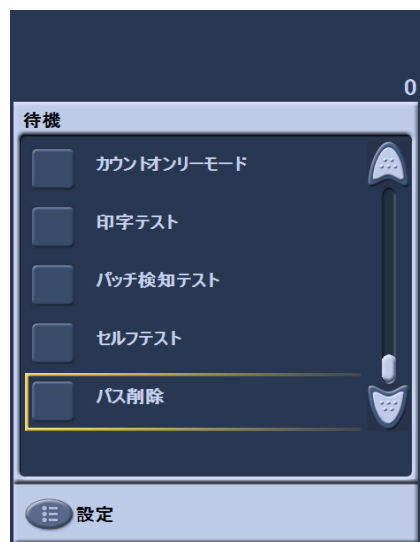 0
待機
カウントオンリーモード
印字テスト
パッチ検知テスト
セルフテスト
パス削除
設定